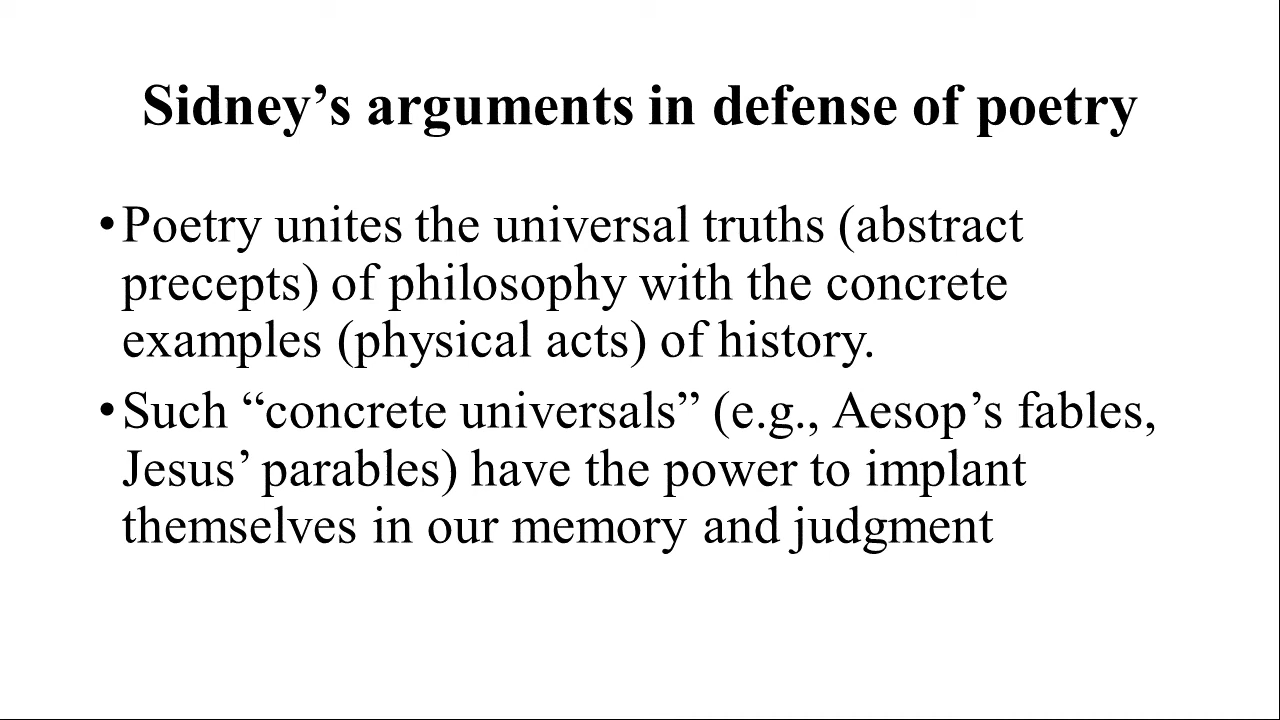 Sidney’s arguments in defense of poetry
•Poetry unites the universal truths (abstract
precepts) of philosophy with the concrete
examples (physical acts) of history.
•Such “concrete universals” (e.g., Aesop’s fables,
Jesus’ parables) have the power to implant
themselves in our memory and judgment